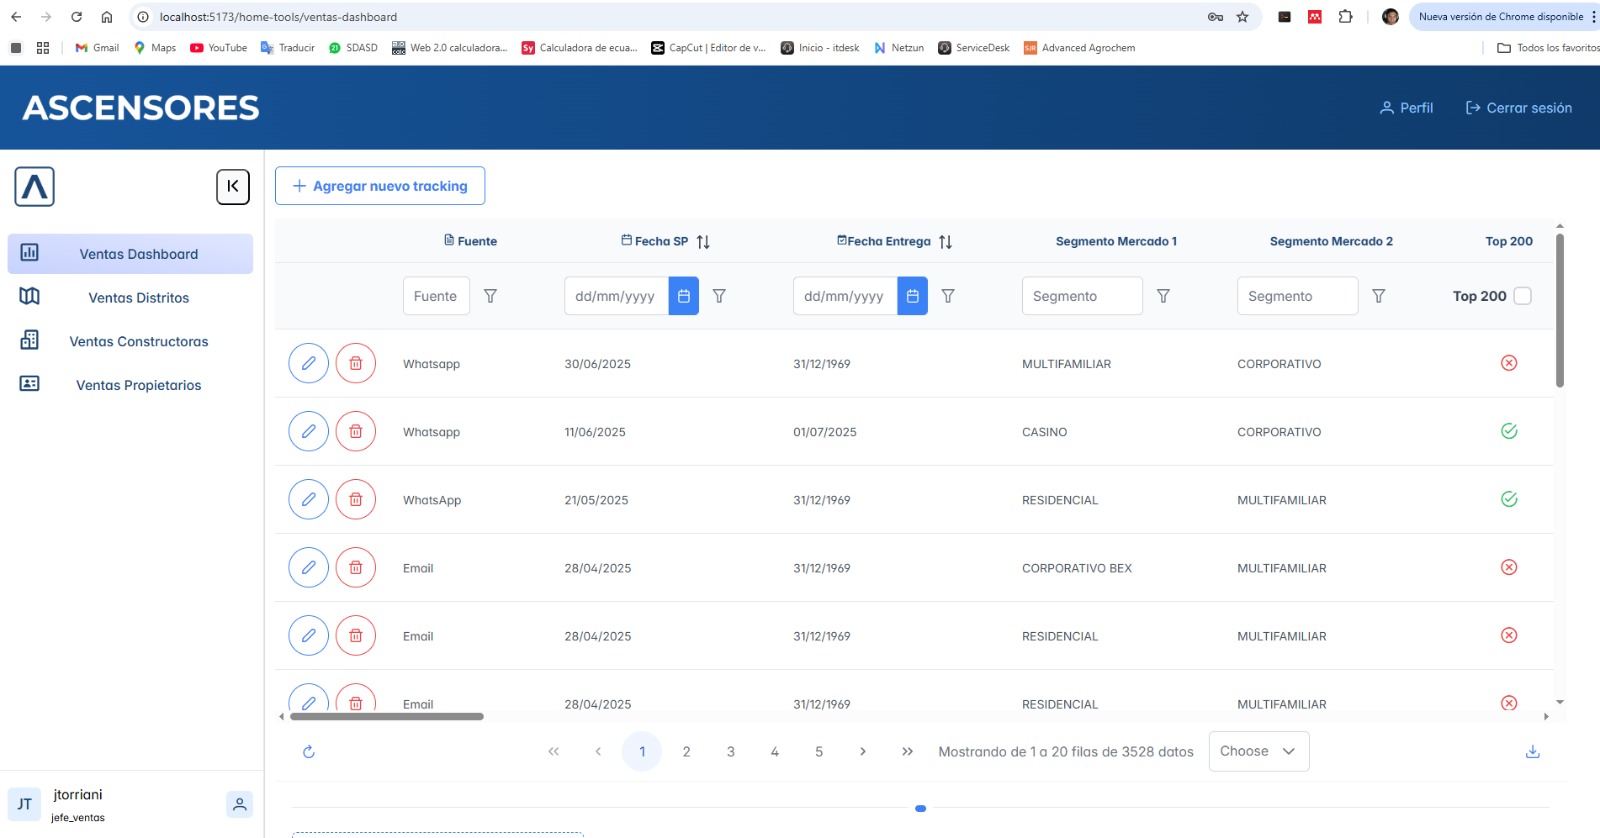 localhost:5173/home-tools/ventas-dashboard
Nueva versión de Chrome disponible
Gmail Maps YouTube Traducir SDASD Web 2.0 calculadora... Sy Calculadora de ecua... CapCut | Editor de v... Inicio - itdesk Netzun ServiceDesk SJR Advanced Agrochem Todos los favoritos
ASCENSORES
Perfil Cerrar sesión
Agregar nuevo tracking
Ventas Dashboard
Ventas Distritos
Ventas Constructoras
Ventas Propietarios
Fuente Fecha SP Fecha Entrega Segmento Mercado 1 Segmento Mercado 2 Top 200
Fuente dd/mm/yyyy dd/mm/yyyy Segmento Segmento Top 200
Whatsapp 30/06/2025 31/12/1969 MULTIFAMILIAR CORPORATIVO
Whatsapp 11/06/2025 01/07/2025 CASINO CORPORATIVO
WhatsApp 21/05/2025 31/12/1969 RESIDENCIAL MULTIFAMILIAR
Email 28/04/2025 31/12/1969 CORPORATIVO BEX MULTIFAMILIAR
Email 28/04/2025 31/12/1969 RESIDENCIAL MULTIFAMILIAR
Email 28/04/2025 31/12/1969 RESIDENCIAL MULTIFAMILIAR
1 2 3 4 5 Mostrando de 1 a 20 filas de 3528 datos Choose
JT jtorriani
jefe_ventas